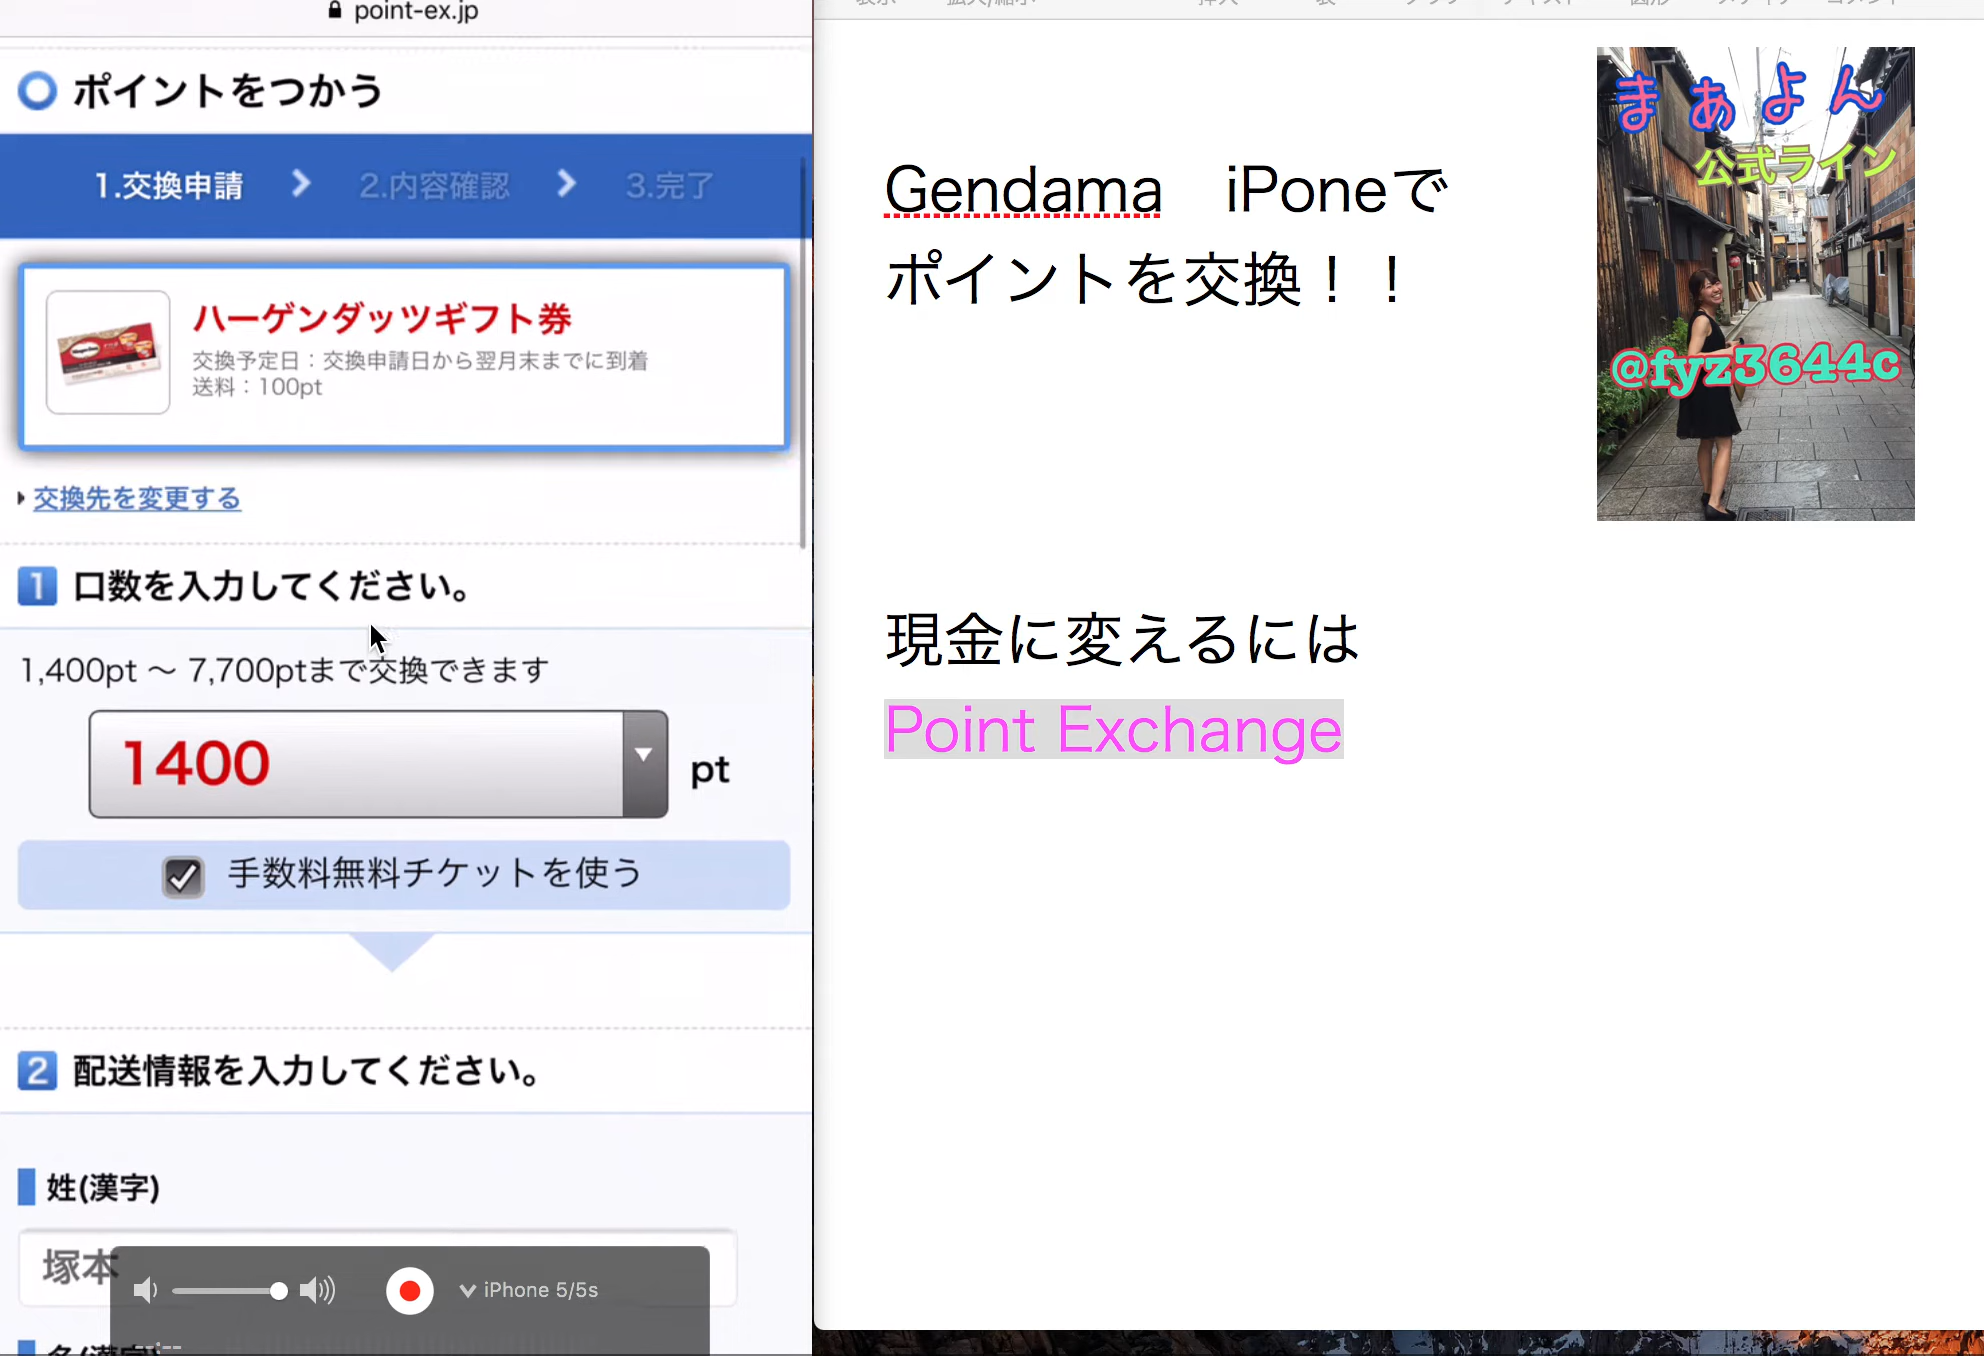 point-ex.jp
ポイントをつかう
1.交換申請
2.内容確認
3.完了
ハーゲンダッツギフト券
交換予定日：交換申請日から翌月末までに到着
送料：100pt
交換先を変更する
1 口数を入力してください。
1,400pt ～ 7,700ptまで交換できます
1400
pt
手数料無料チケットを使う
2 配送情報を入力してください。
姓(漢字)
塚本
iPhone 5/5s
Gendama　iPoneで
ポイントを交換！！
現金に変えるには
Point Exchange
まぁよん
公式ライン
@fyz3644c